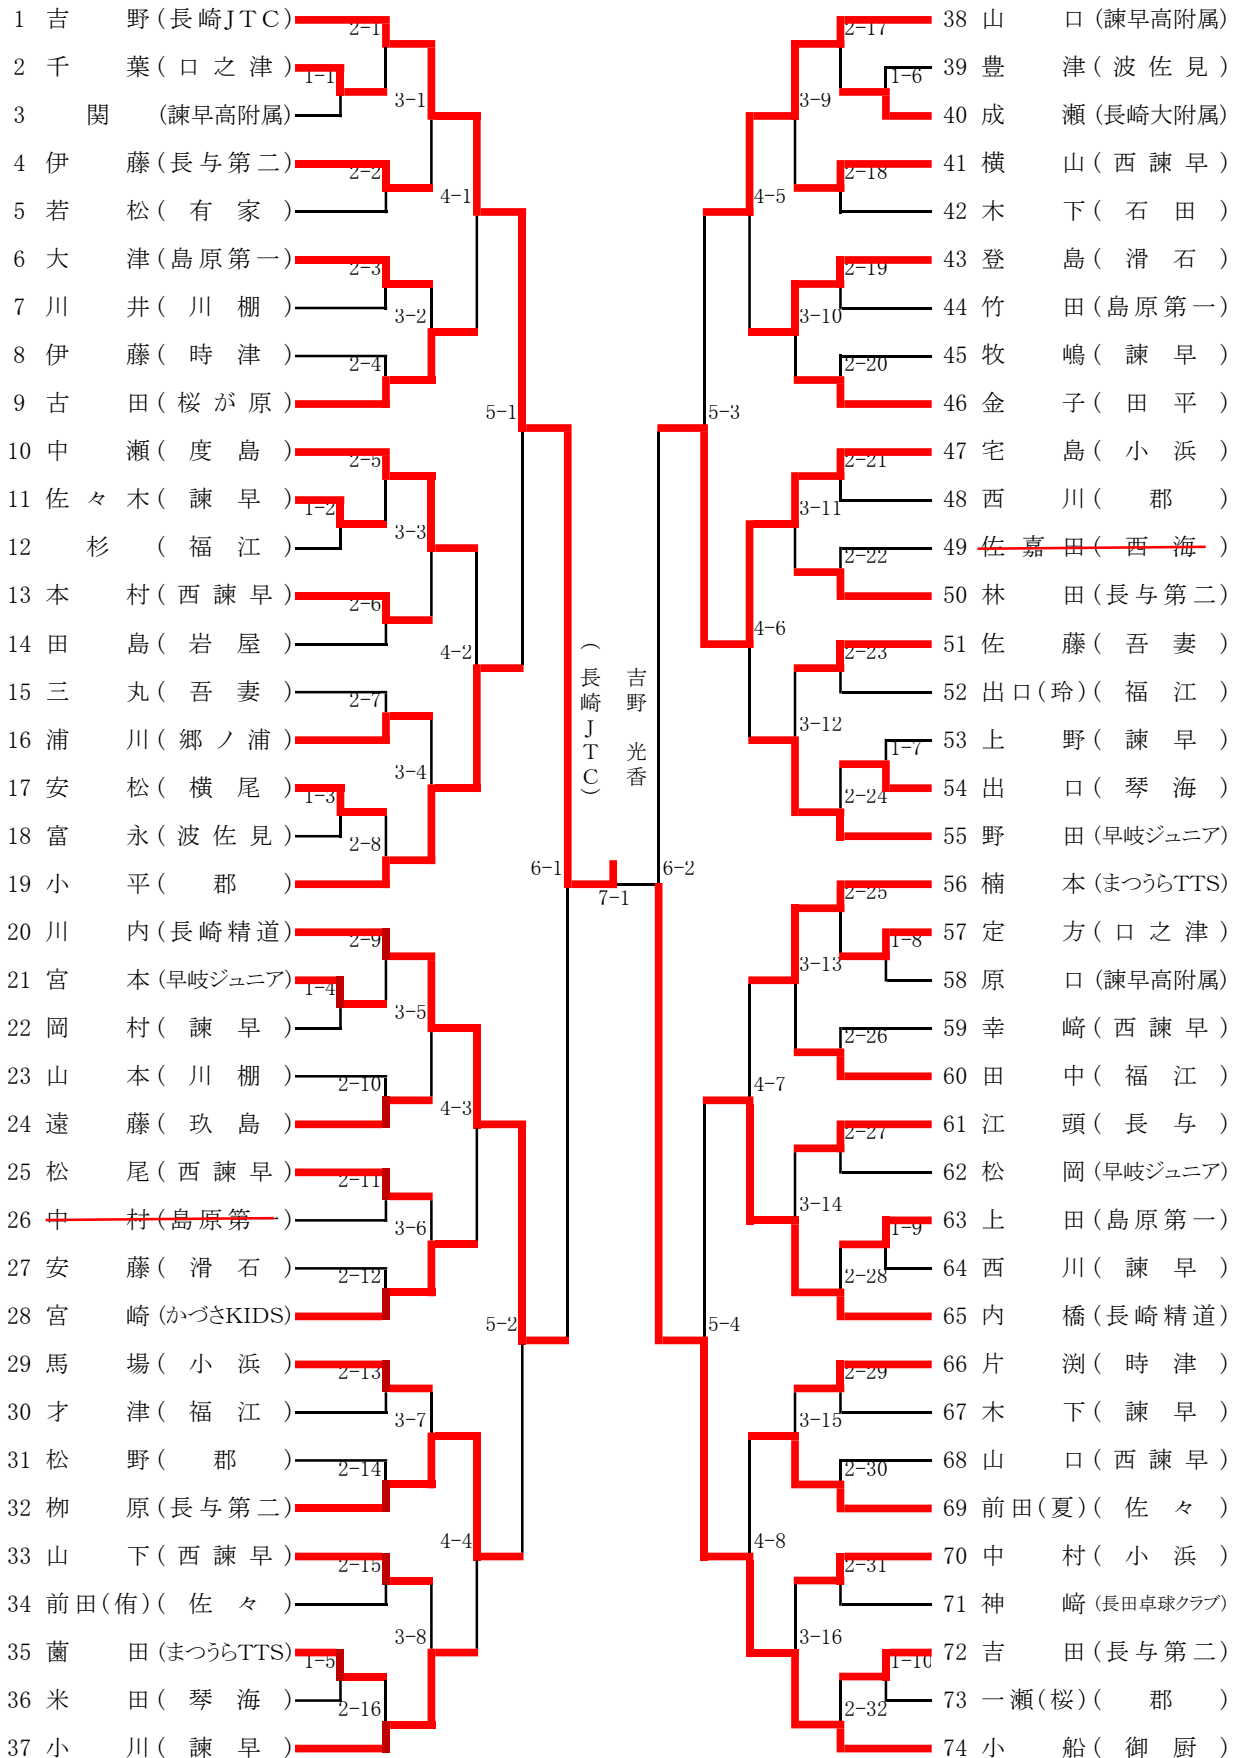 1 吉野(長崎JTC)
2 千葉(口之津)
3 関(諫早高附属)
4 伊藤(長与第二)
5 若松(有家)
6 大津(島原第一)
7 川井(川棚)
8 伊藤(時津)
9 古田(桜が原)
10 中瀬(度島)
11 佐々木(諫早)
12 杉(福江)
13 本村(西諫早)
14 田島(岩屋)
15 三丸(吾妻)
16 浦川(郷ノ浦)
17 安松(横尾)
18 富永(波佐見)
19 小平(郡)
20 川内(長崎精道)
21 宮本(早岐ジュニア)
22 岡村(諫早)
23 山本(川棚)
24 遠藤(玖島)
25 松尾(西諫早)
26 中村(島原第一)
27 安藤(滑石)
28 宮崎(かづさKIDS)
29 馬場(小浜)
30 才津(福江)
31 松野(郡)
32 栁原(長与第二)
33 山下(西諫早)
34 前田(侑)(佐々)
35 薗田(まつうらTTS)
36 米田(琴海)
37 小川(諫早)
1-1
1-2
1-3
1-4
1-5
2-1
2-2
2-3
2-4
2-5
2-6
2-7
2-8
2-9
2-10
2-11
2-12
2-13
2-14
2-15
2-16
3-1
3-2
3-3
3-4
3-5
3-6
3-7
3-8
4-1
4-2
4-3
4-4
5-1
5-2
6-1
7-1
吉野 光香
(長崎JTC)
6-2
5-3
5-4
4-5
4-6
4-7
4-8
3-9
3-10
3-11
3-12
3-13
3-14
3-15
3-16
2-17
2-18
2-19
2-20
2-21
2-22
2-23
2-24
2-25
2-26
2-27
2-28
2-29
2-30
2-31
2-32
1-6
1-7
1-8
1-9
1-10
38 山口(諫早高附属)
39 豊津(波佐見)
40 成瀬(長崎大附属)
41 横山(西諫早)
42 木下(石田)
43 登島(滑石)
44 竹田(島原第一)
45 牧嶋(諫早)
46 金子(田平)
47 宅島(小浜)
48 西川(郡)
49 佐嘉田(西海)
50 林田(長与第二)
51 佐藤(吾妻)
52 出口(玲)(福江)
53 上野(諫早)
54 出口(琴海)
55 野田(早岐ジュニア)
56 楠本(まつうらTTS)
57 定方(口之津)
58 原口(諫早高附属)
59 幸﨑(西諫早)
60 田中(福江)
61 江頭(長与)
62 松岡(早岐ジュニア)
63 上田(島原第一)
64 西川(諫早)
65 内橋(長崎精道)
66 片渕(時津)
67 木下(諫早)
68 山口(西諫早)
69 前田(夏)(佐々)
70 中村(小浜)
71 神﨑(長田卓球クラブ)
72 吉田(長与第二)
73 一瀬(桜)(郡)
74 小船(御厨)